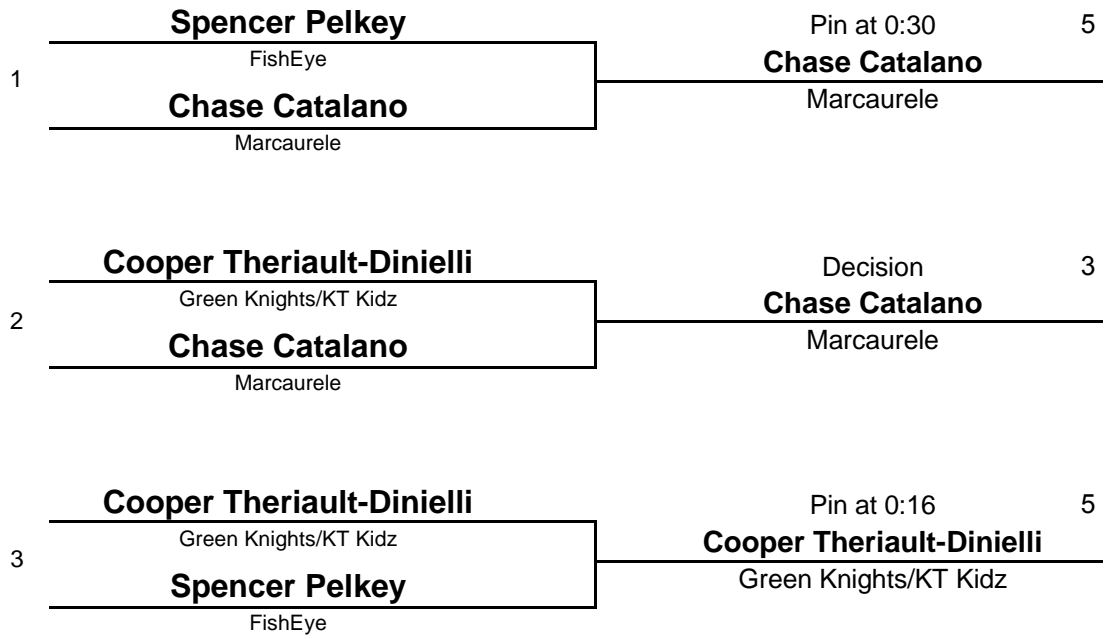 Spencer Pelkey
FishEye
1
Chase Catalano
Marcaurele
Pin at 0:30 5
Chase Catalano
Marcaurele
Cooper Theriault-Dinielli
Green Knights/KT Kidz
2
Chase Catalano
Marcaurele
Decision 3
Chase Catalano
Marcaurele
Cooper Theriault-Dinielli
Green Knights/KT Kidz
3
Spencer Pelkey
FishEye
Pin at 0:16 5
Cooper Theriault-Dinielli
Green Knights/KT Kidz